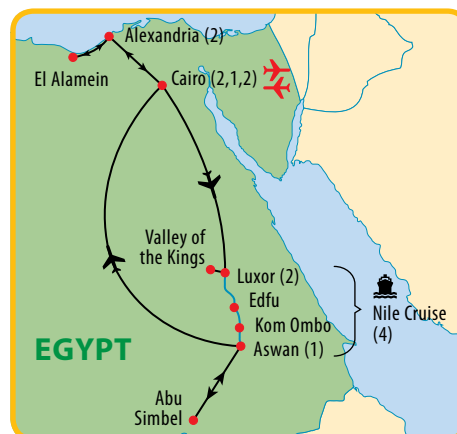 Alexandria (2)
El Alamein
Cairo (2,1,2)
Valley of
the Kings
Luxor (2)
Edfu
Nile Cruise
(4)
Kom Ombo
EGYPT
Aswan (1)
Abu
Simbel